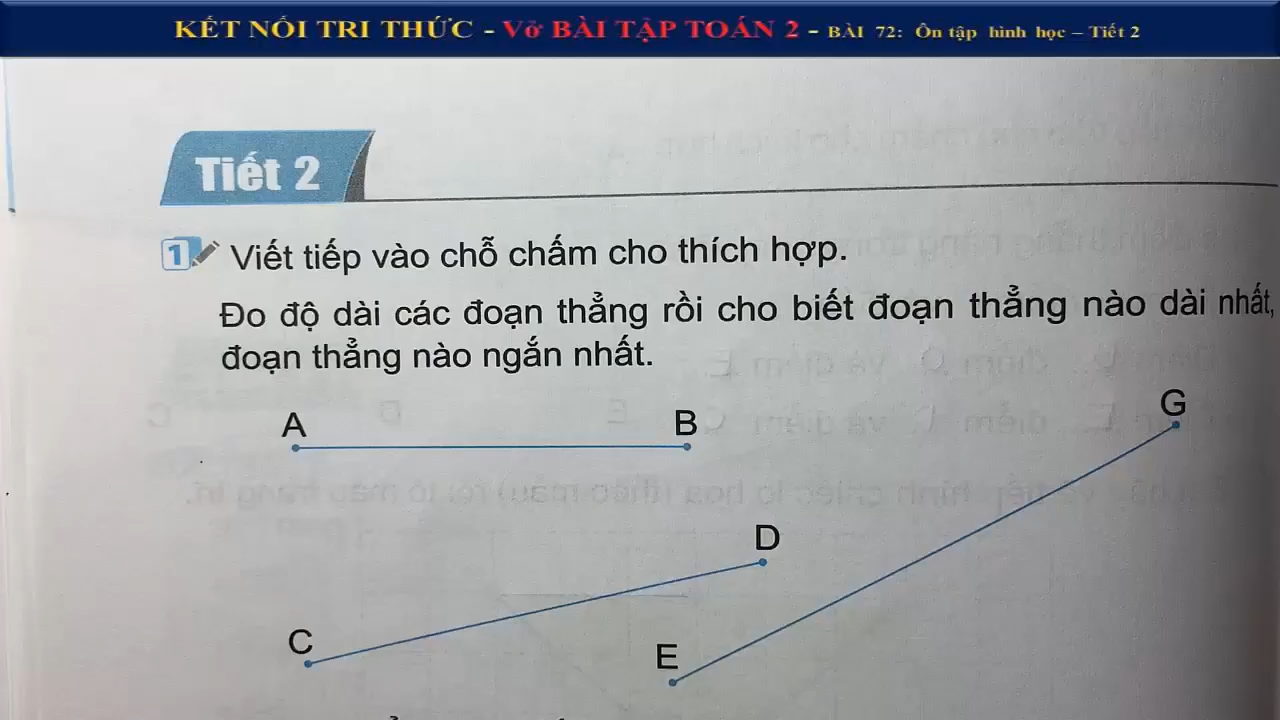 KẾT NỐI TRI THỨC - Vở BÀI TẬP TOÁN 2 - BÀI 72: Ôn tập hình học – Tiết 2
Tiết 2
1 Viết tiếp vào chỗ chấm cho thích hợp.
Đo độ dài các đoạn thẳng rồi cho biết đoạn thẳng nào dài nhất,
đoạn thẳng nào ngắn nhất.
A B G
D
C E